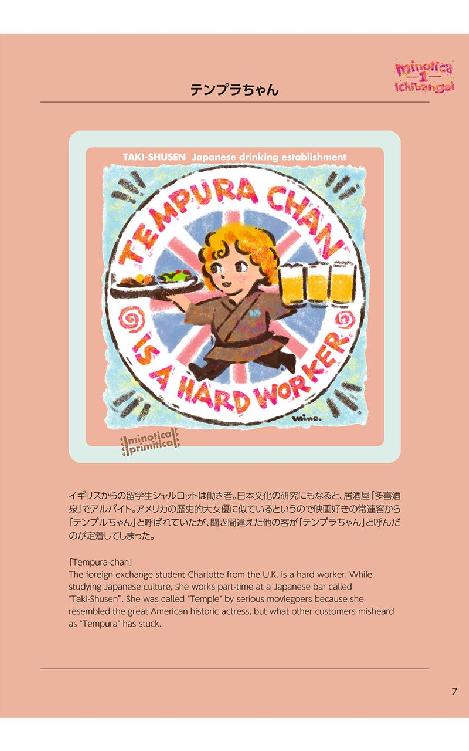 minotica
1
ichibangai
テンプラちゃん
TAKI-SHUSEN Japanese drinking establishment
TEMPURA CHAN
IS A HARD WORKER
mino.
minotica
primitica
イギリスからの留学生シャルロットは働き者。日本文化の研究にもなると、居酒屋「多喜酒
泉」でアルバイト。アメリカの歴史的大女優に似ているというので映画好きの常連客から
「テンプルちゃん」と呼ばれていたが、聞き間違えた他の客が「テンプラちゃん」と呼んだ
のが定着してしまった。
「Tempura-chan」
The foreign exchange student Charlotte from the U.K. is a hard worker. While
studying Japanese culture, she works part-time at a Japanese bar called
"Taki-Shusen". She was called "Temple" by serious moviegoers because she
resembled the great American historic actress, but what other customers misheard
as "Tempura" has stuck.
7